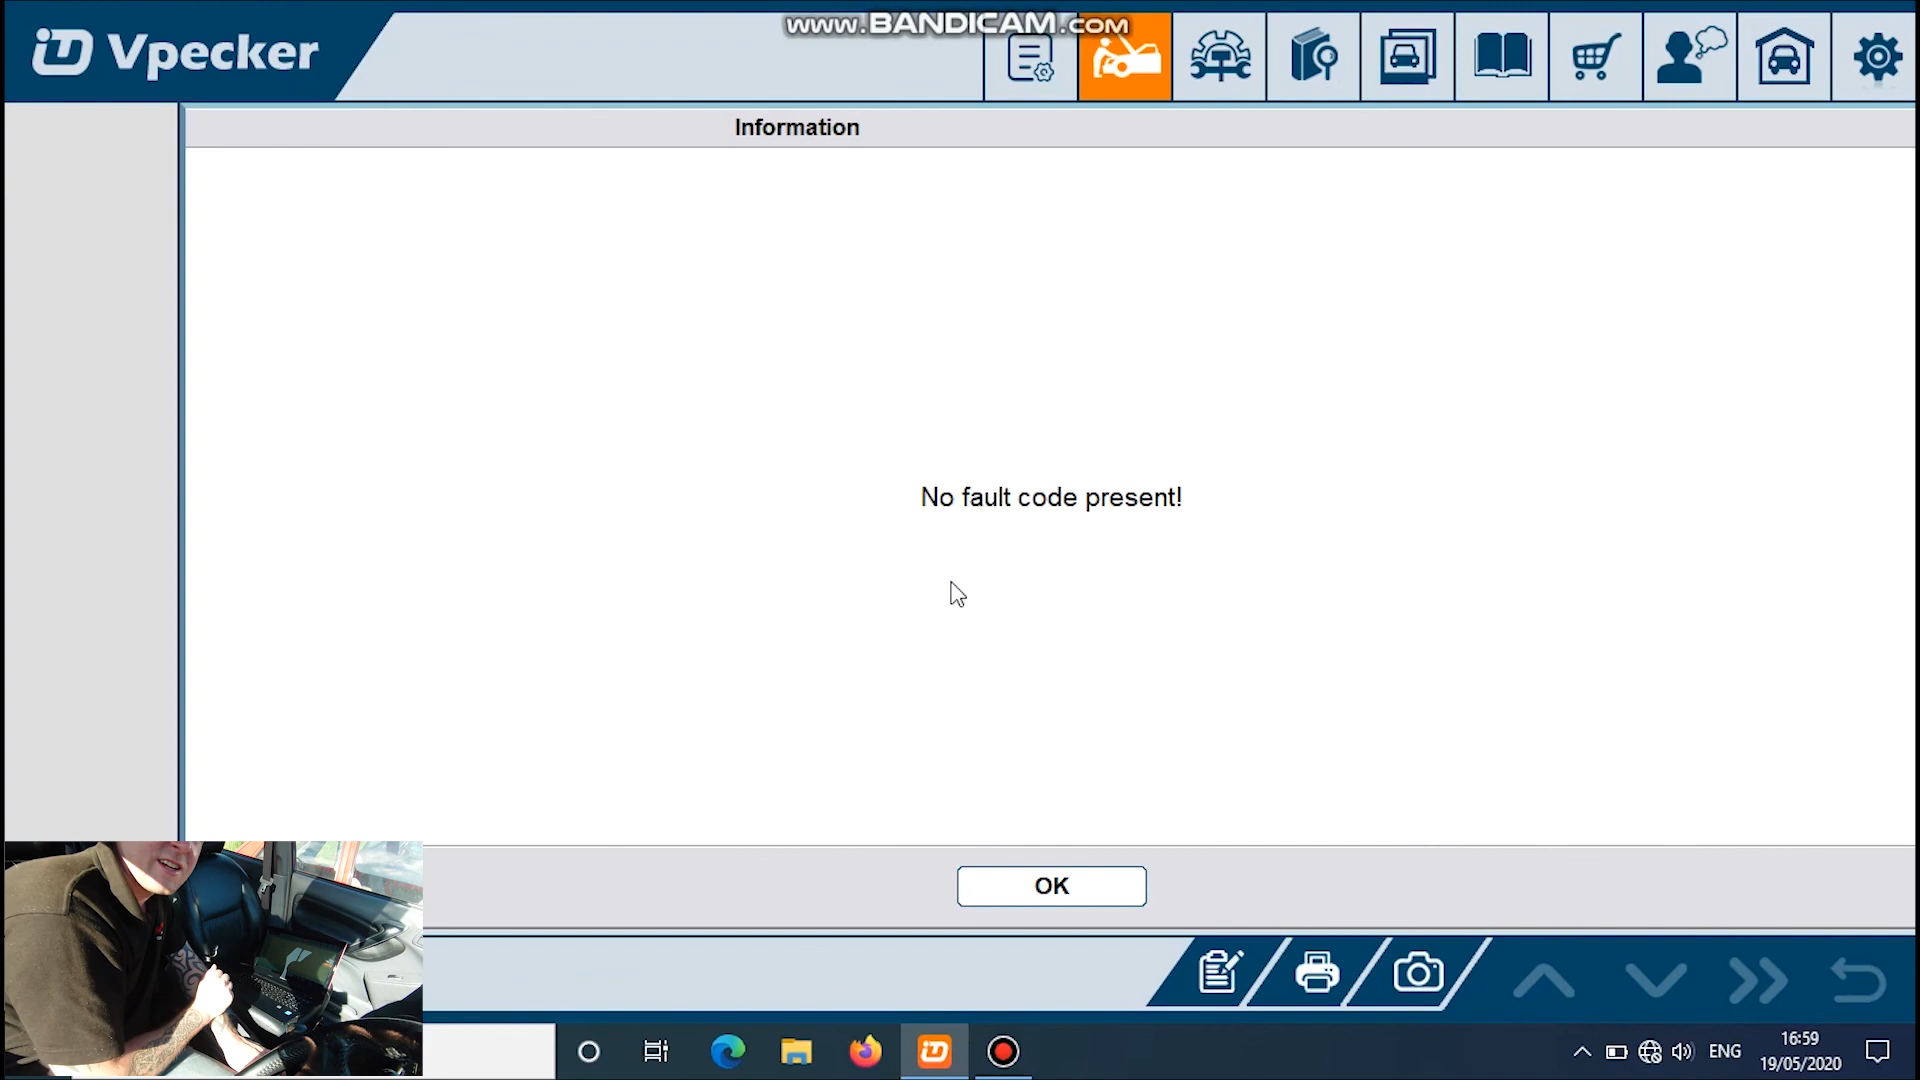 www.BANDICAM.com
Vpecker
Information
No fault code present!
OK
ENG
16:59
19/05/2020